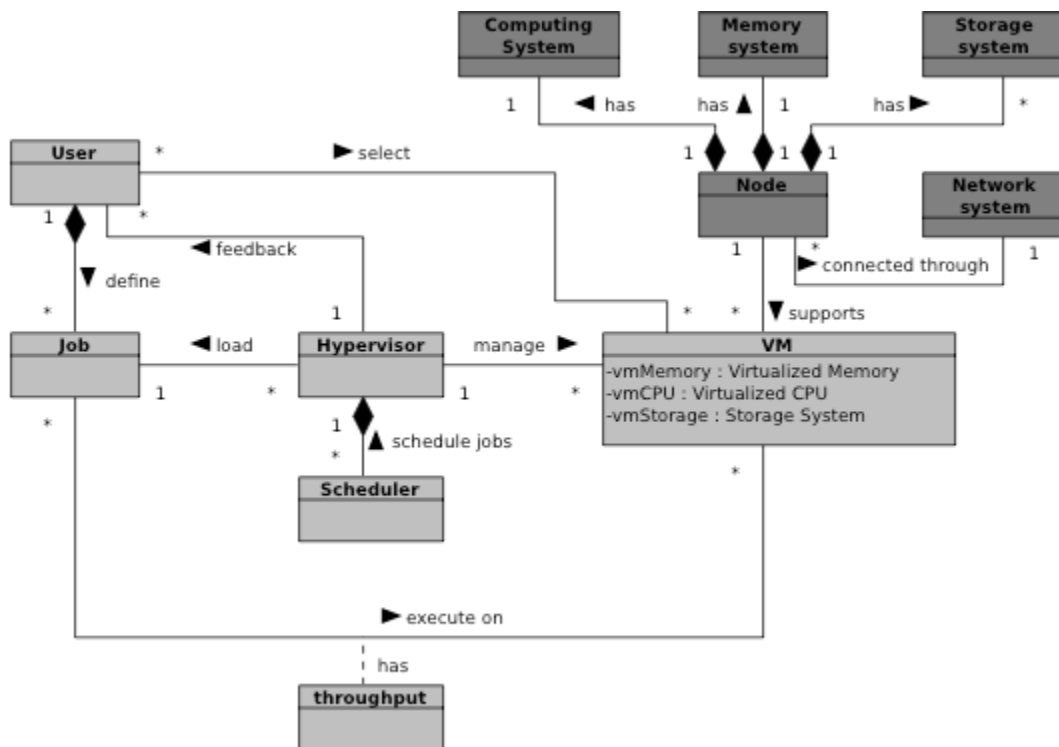 Computing
System
Memory
system
Storage
system
1
has
has
1
has
*
User
*
select
1
1
1
Node
Network
system
1
*
feedback
1
*
connected through
1
define
*
1
*
*
supports
Job
load
Hypervisor
manage
VM
-vmMemory : Virtualized Memory
-vmCPU : Virtualized CPU
-vmStorage : Storage System
1
*
1
*
*
1
schedule jobs
*
*
Scheduler
execute on
has
throughput